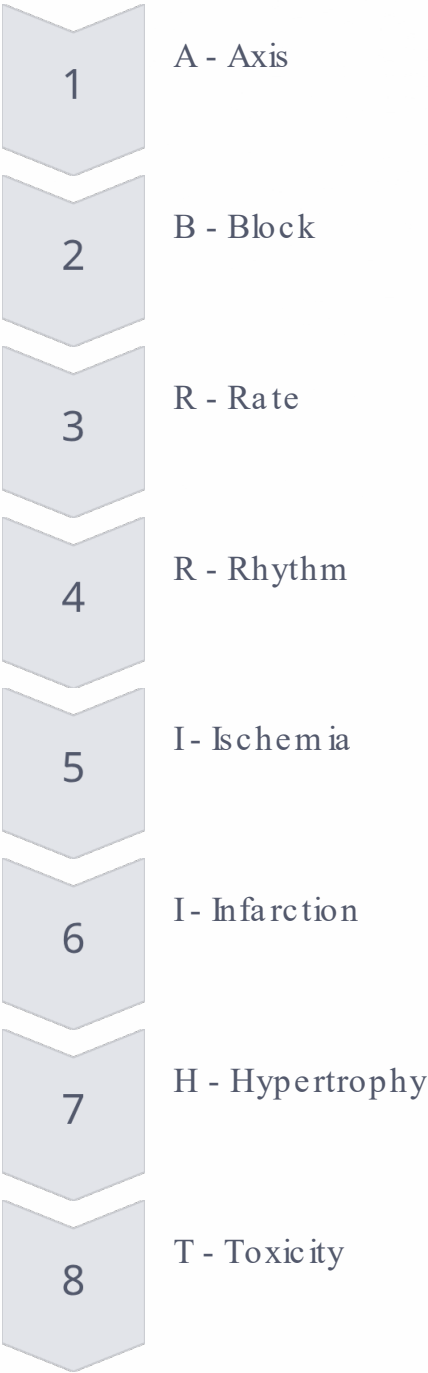 1
A - Axis
2
B - Block
3
R - Rate
4
R - Rhythm
5
I - Ischemia
6
I - Infarction
7
H - Hypertrophy
8
T - Toxicity